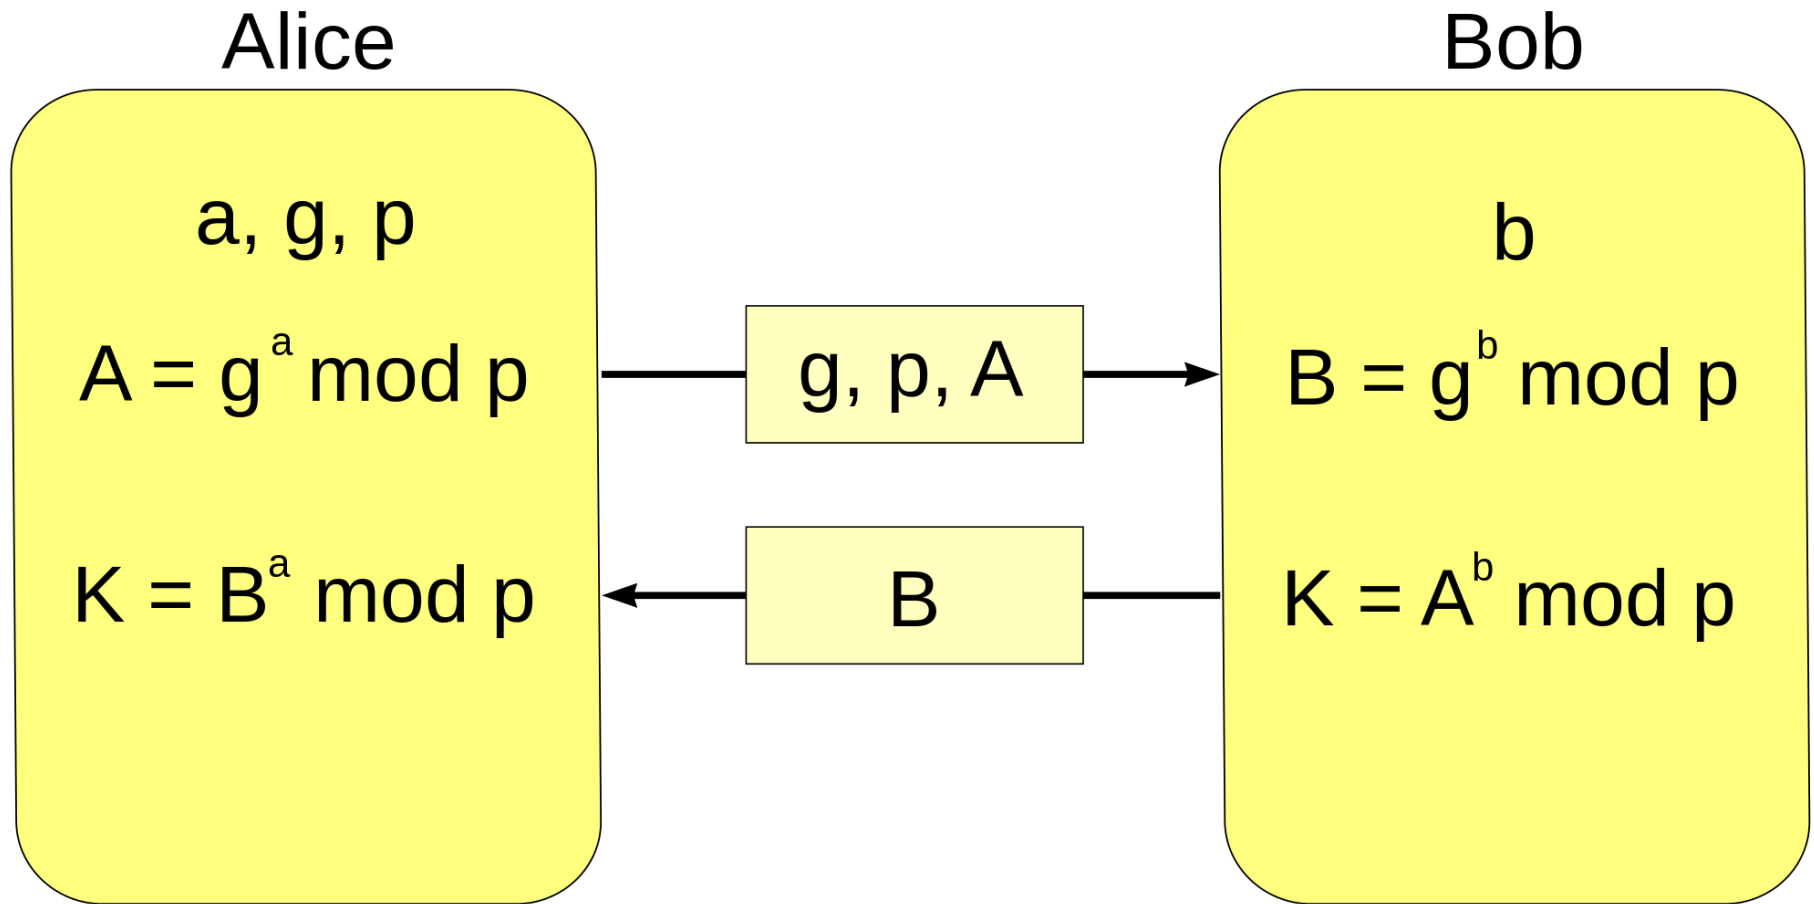 Alice
a, g, p
A = g^a mod p
K = B^a mod p
g, p, A
B
Bob
b
B = g^b mod p
K = A^b mod p